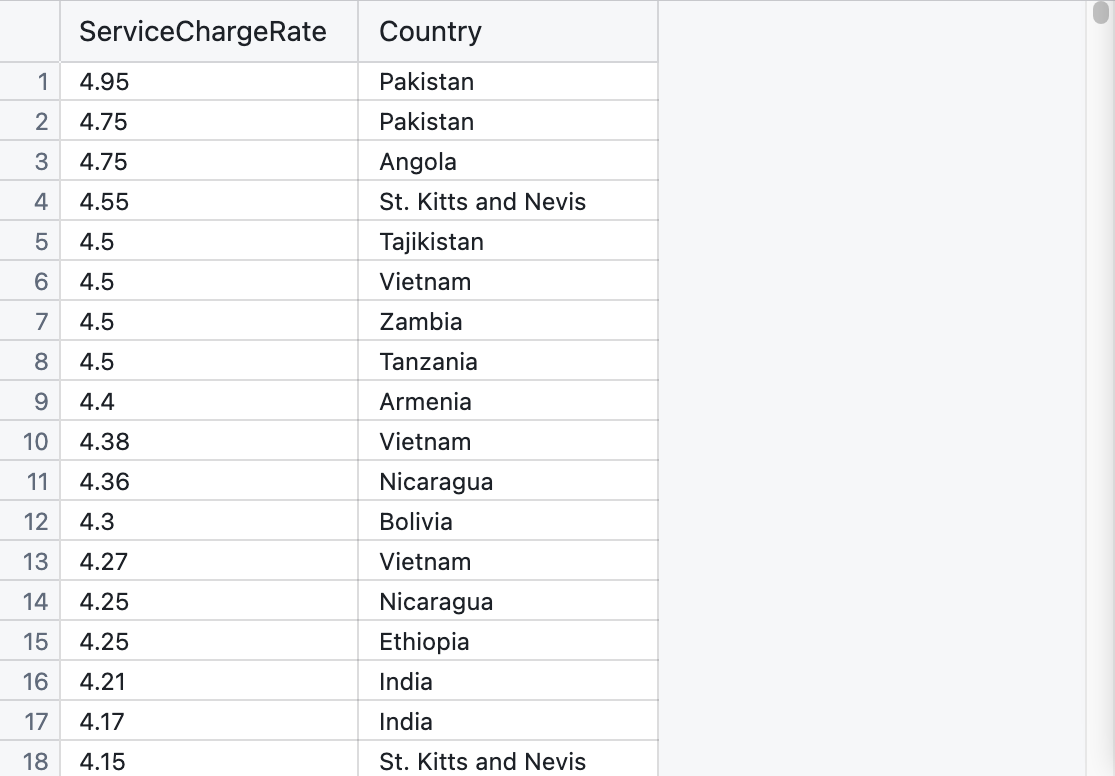 ServiceChargeRate Country
1 4.95 Pakistan
2 4.75 Pakistan
3 4.75 Angola
4 4.55 St. Kitts and Nevis
5 4.5 Tajikistan
6 4.5 Vietnam
7 4.5 Zambia
8 4.5 Tanzania
9 4.4 Armenia
10 4.38 Vietnam
11 4.36 Nicaragua
12 4.3 Bolivia
13 4.27 Vietnam
14 4.25 Nicaragua
15 4.25 Ethiopia
16 4.21 India
17 4.17 India
18 4.15 St. Kitts and Nevis